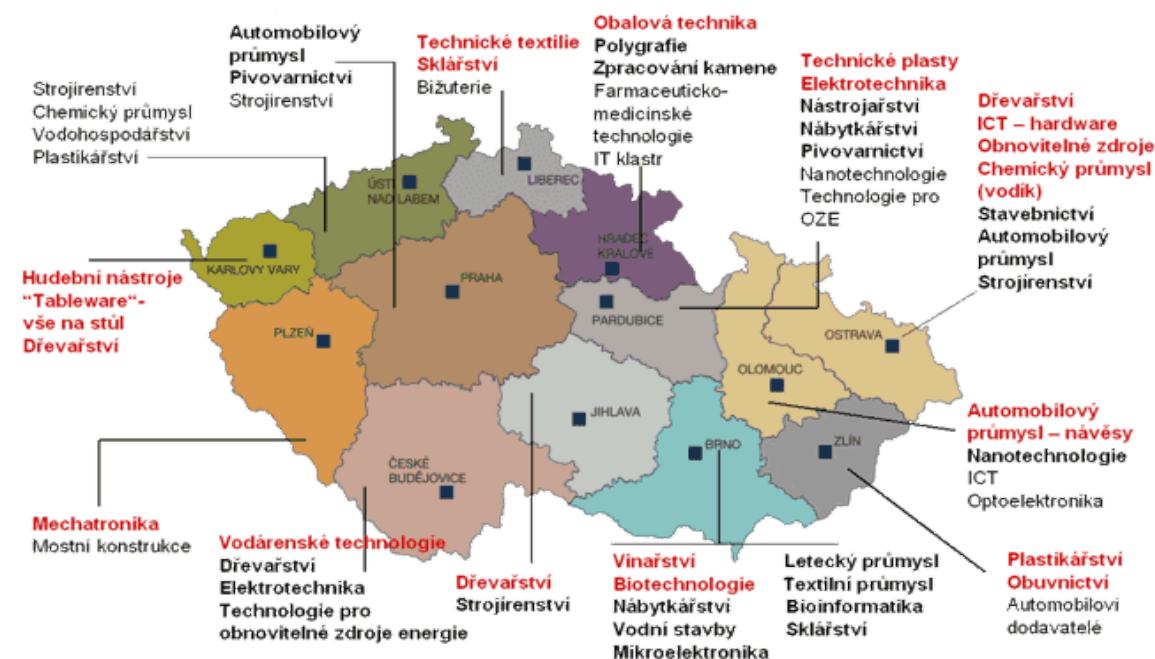 Automobilový
průmysl
Pivovarnictví
Strojírenství
Technické textilie
Sklářství
Bižuterie
Obalová technika
Polygrafie
Zpracování kamene
Farmaceuticko-
medicínské
technologie
IT klastr
Technické plasty
Elektrotechnika
Nástrojařství
Nábytkářství
Pivovarnictví
Nanotechnologie
Technologie pro
OZE
Dřevařství
ICT – hardware
Obnovitelné zdroje
Chemický průmysl
(vodík)
Stavebnictví
Automobilový
průmysl
Strojírenství
Strojírenství
Chemický průmysl
Vodohospodářství
Plastikářství
ÚSTÍ
NAD LABEM
LIBEREC
KARLOVY VARY
HRADEC
KRÁLOVÉ
PRAHA
PARDUBICE
PLZEŇ
OSTRAVA
OLOMOUC
JIHLAVA
BRNO
ZLÍN
ČESKÉ
BUDĚJOVICE
Hudební nástroje
“Tableware“-
vše na stůl
Dřevařství
Mechatronika
Mostní konstrukce
Vodárenské technologie
Dřevařství
Elektrotechnika
Technologie pro
obnovitelné zdroje energie
Dřevařství
Strojírenství
Vinařství
Biotechnologie
Nábytkářství
Vodní stavby
Mikroelektronika
Letecký průmysl
Textilní průmysl
Bioinformatika
Sklářství
Automobilový
průmysl – návěsy
Nanotechnologie
ICT
Optoelektronika
Plastikářství
Obuvnictví
Automobiloví
dodavatelé